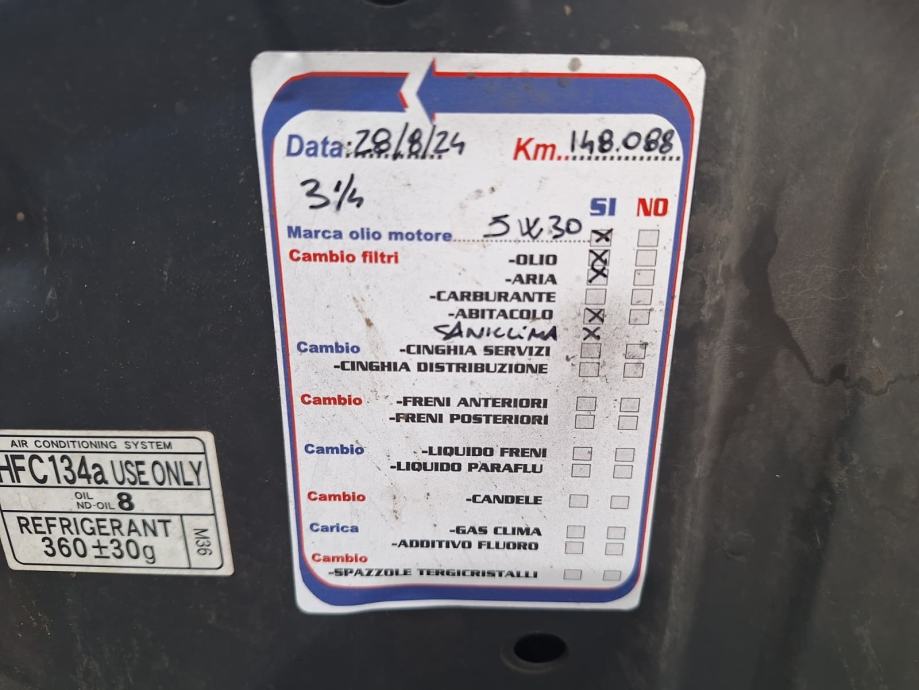 Data: 28/8/24 Km. 148.088
3 1/4
SI NO
Marca olio motore 5W30 X
Cambio filtri -OLIO X
-ARIA X
-CARBURANTE
-ABITACOLO X
SANICLIMA X
Cambio -CINGHIA SERVIZI
-CINGHIA DISTRIBUZIONE
Cambio -FRENI ANTERIORI
-FRENI POSTERIORI
Cambio -LIQUIDO FRENI
-LIQUIDO PARAFLU
Cambio -CANDELE
Carica -GAS CLIMA
-ADDITIVO FLUORO
Cambio
-SPAZZOLE TERGICRISTALLI
AIR CONDITIONING SYSTEM
HFC134a USE ONLY
OIL
ND-OIL 8
REFRIGERANT
360±30g
M36